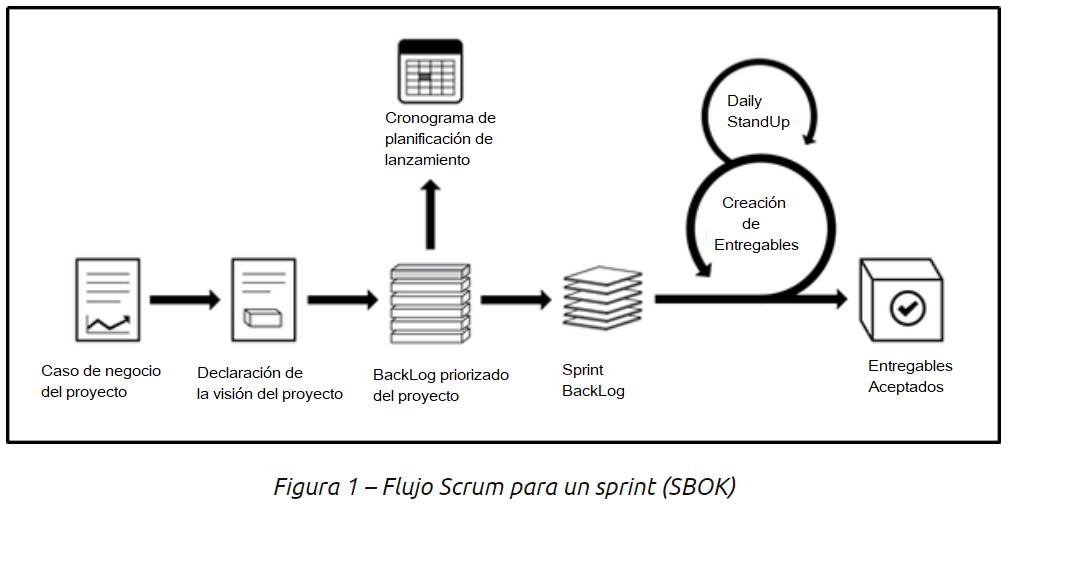 Cronograma de
planificación de
lanzamiento
Daily
StandUp
Creación
de
Entregables
Caso de negocio
del proyecto
Declaración de
la visión del proyecto
BackLog priorizado
del proyecto
Sprint
BackLog
Entregables
Aceptados
Figura 1 – Flujo Scrum para un sprint (SBOK)